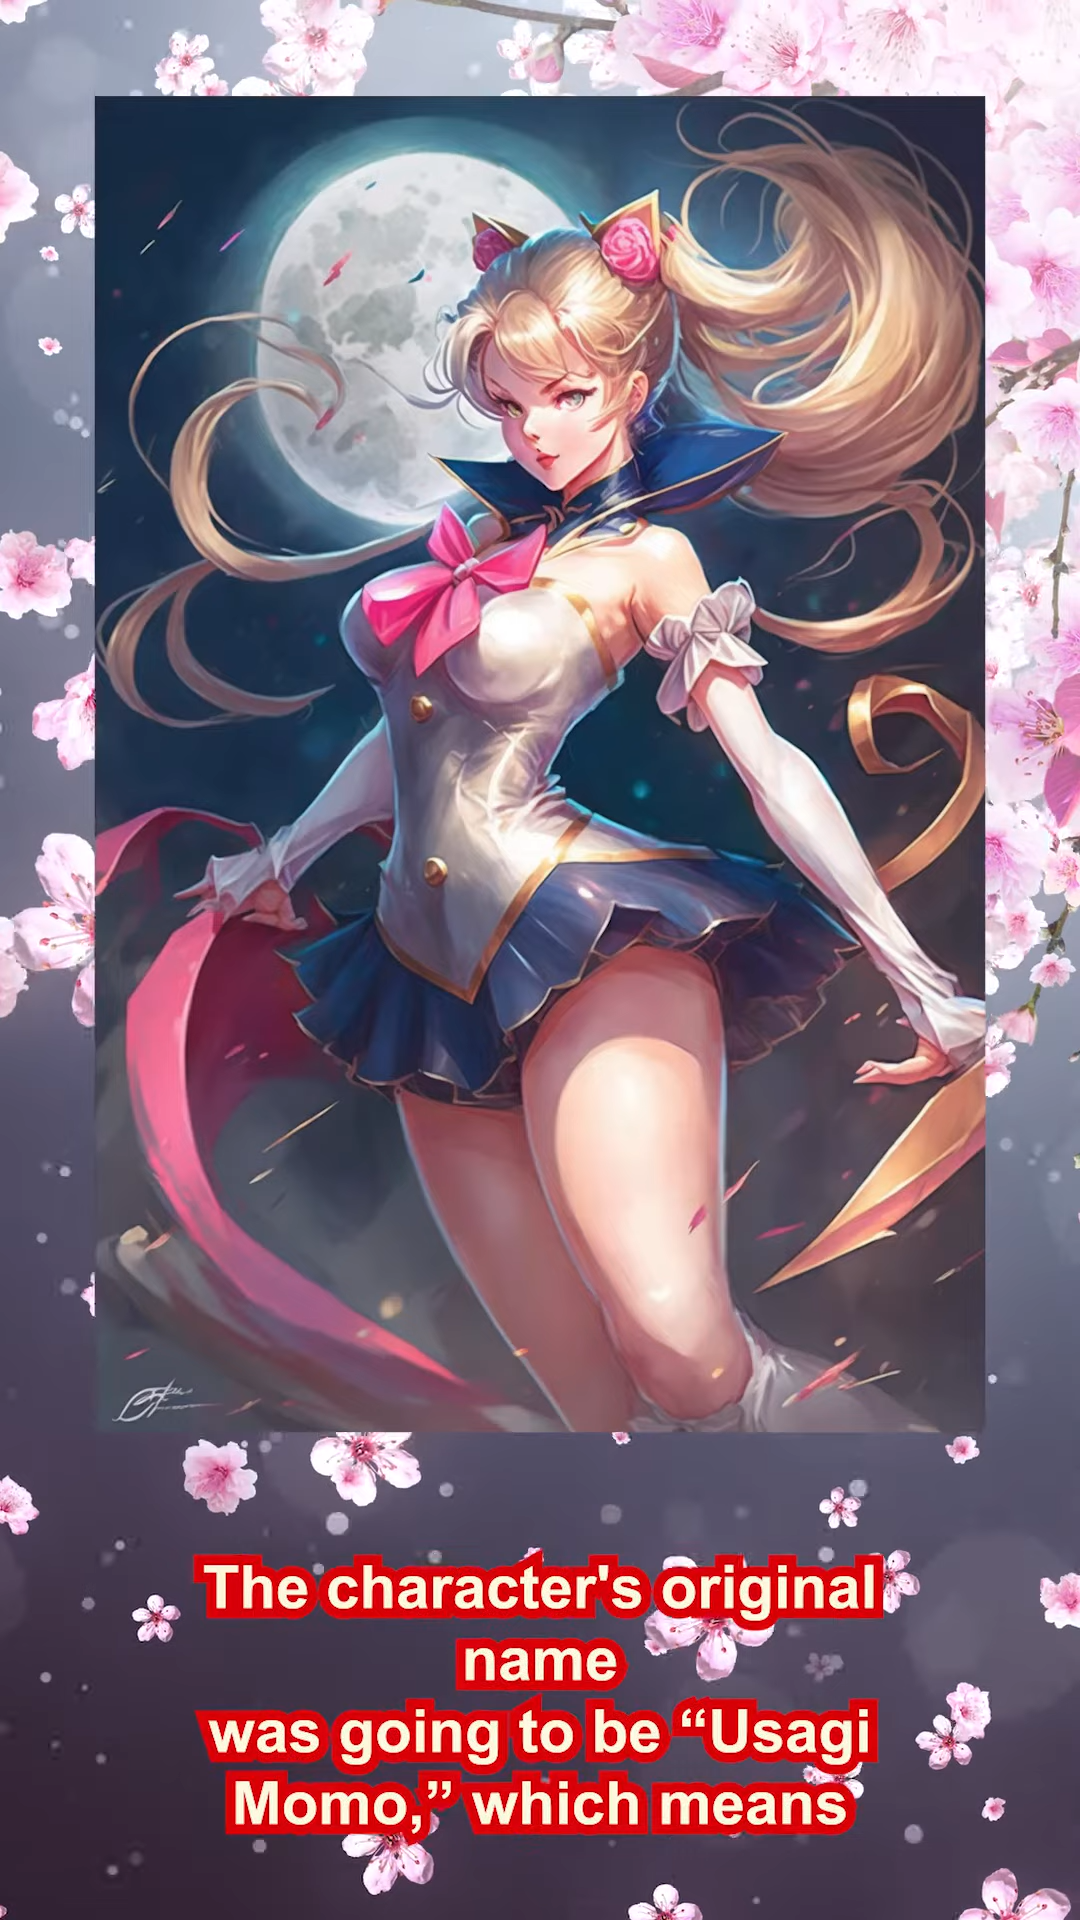 The character's original
name
was going to be “Usagi
Momo,” which means